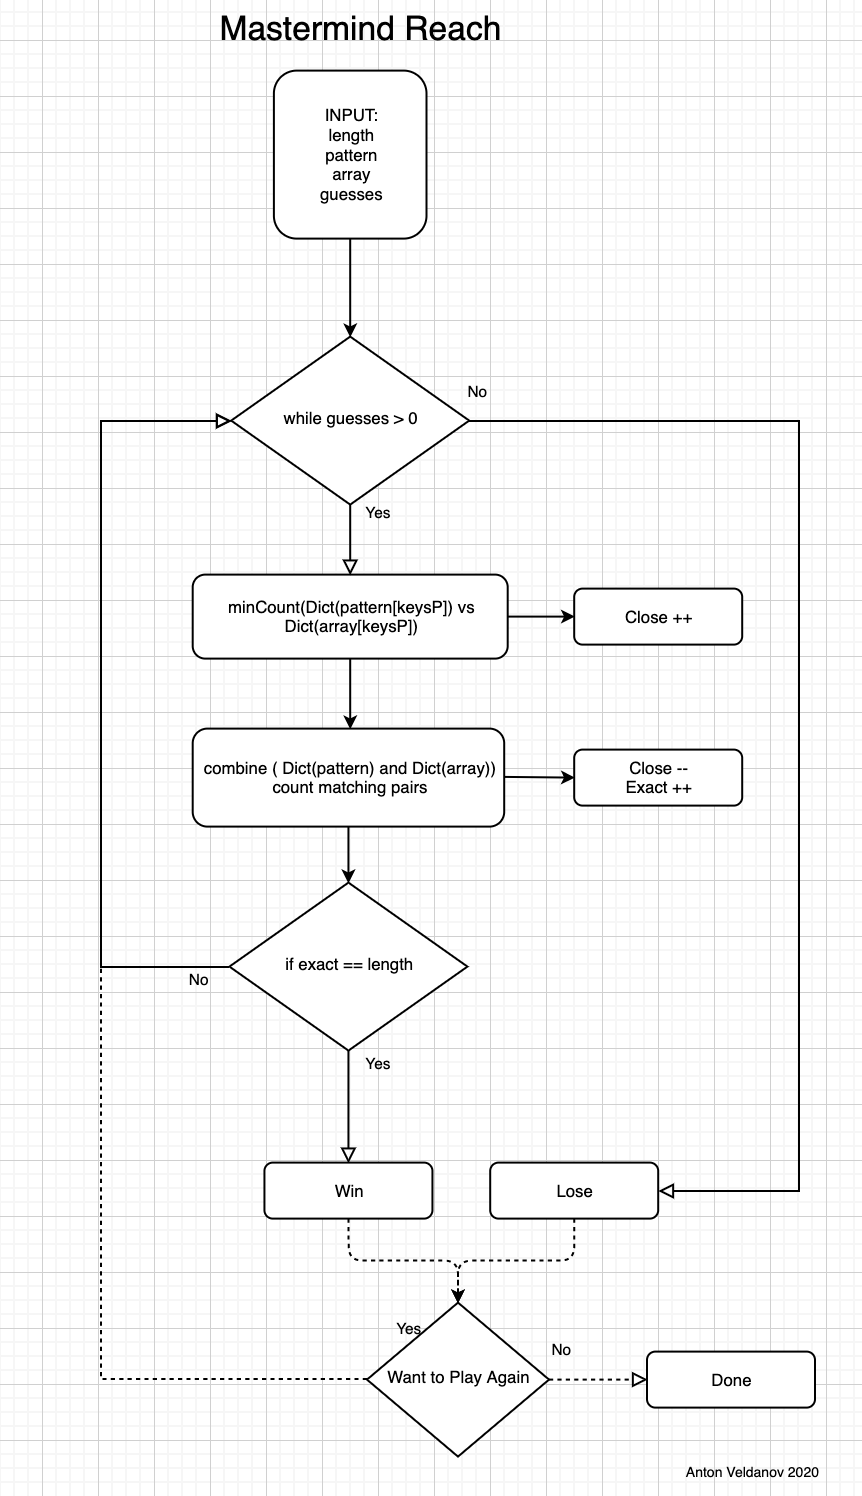 Mastermind Reach
INPUT:
length
pattern
array
guesses
while guesses > 0
No
Yes
minCount(Dict(pattern[keysP]) vs
Dict(array[keysP])
Close ++
combine ( Dict(pattern) and Dict(array))
count matching pairs
Close --
Exact ++
if exact == length
No
Yes
Win
Lose
Yes
No
Want to Play Again
Done
Anton Veldanov 2020